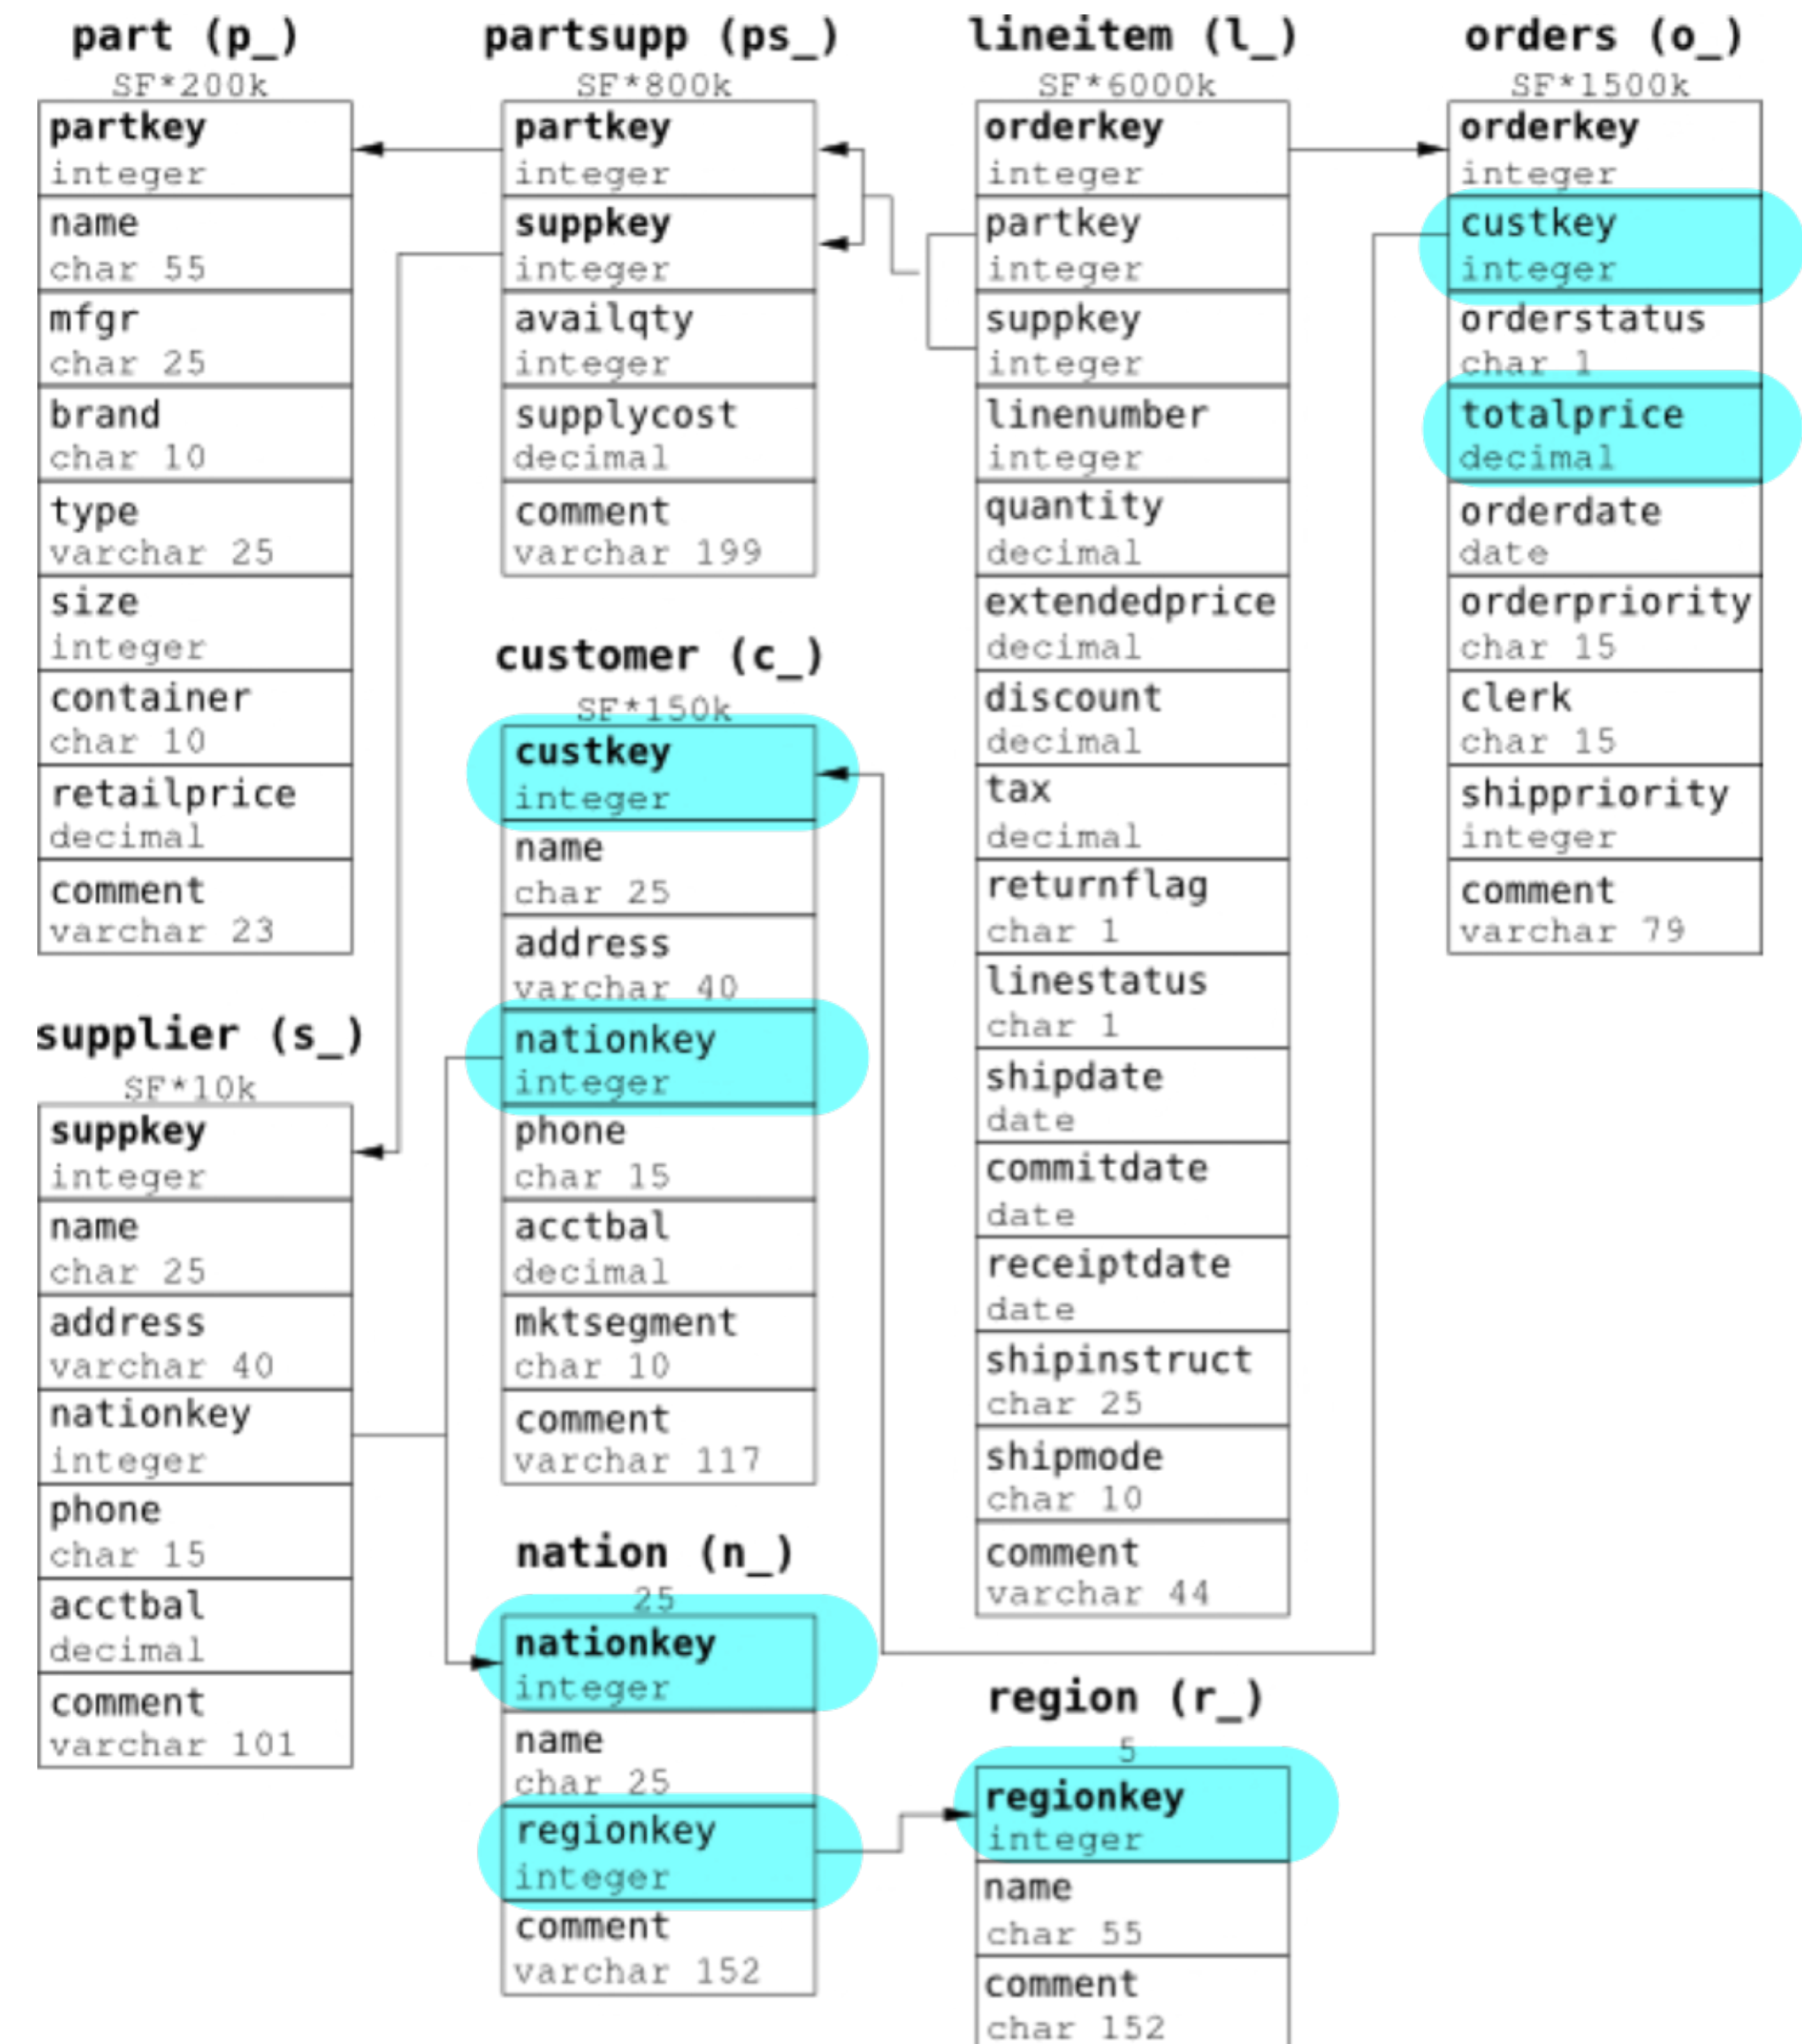 part (p_)
SF*200k
partkey
integer
name
char 55
mfgr
char 25
brand
char 10
type
varchar 25
size
integer
container
char 10
retailprice
decimal
comment
varchar 23
supplier (s_)
SF*10k
suppkey
integer
name
char 25
address
varchar 40
nationkey
integer
phone
char 15
acctbal
decimal
comment
varchar 101
partsupp (ps_)
SF*800k
partkey
integer
suppkey
integer
availqty
integer
supplycost
decimal
comment
varchar 199
customer (c_)
SF*150k
custkey
integer
name
char 25
address
varchar 40
nationkey
integer
phone
char 15
acctbal
decimal
mktsegment
char 10
comment
varchar 117
nation (n_)
25
nationkey
integer
name
char 25
regionkey
integer
comment
varchar 152
lineitem (l_)
SF*6000k
orderkey
integer
partkey
integer
suppkey
integer
linenumber
integer
quantity
decimal
extendedprice
decimal
discount
decimal
tax
decimal
returnflag
char 1
linestatus
char 1
shipdate
date
commitdate
date
receiptdate
date
shipinstruct
char 25
shipmode
char 10
comment
varchar 44
region (r_)
5
regionkey
integer
name
char 55
comment
char 152
orders (o_)
SF*1500k
orderkey
integer
custkey
integer
orderstatus
char 1
totalprice
decimal
orderdate
date
orderpriority
char 15
clerk
char 15
shippriority
integer
comment
varchar 79